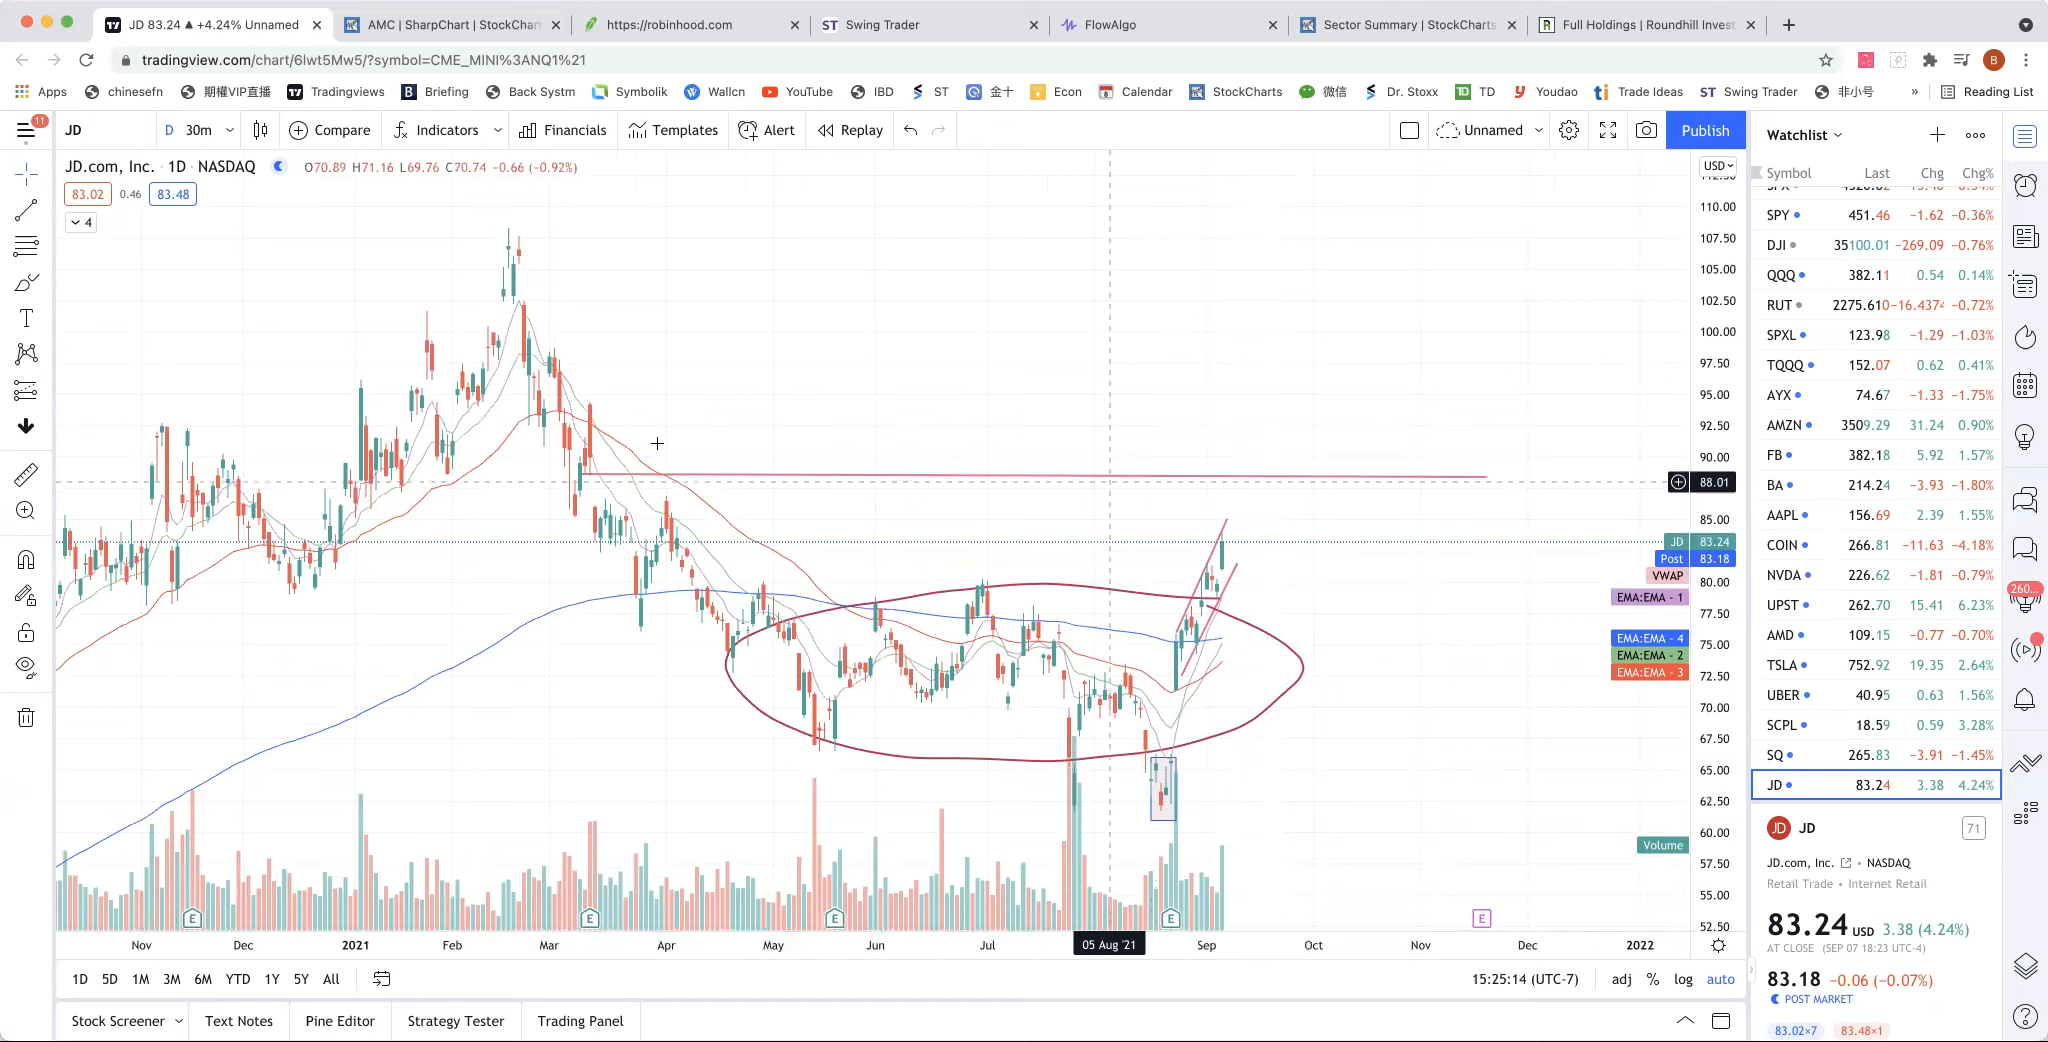 JD 83.24 ▲ +4.24% Unnamed
AMC | SharpChart | StockChart
https://robinhood.com
ST Swing Trader
FlowAlgo
Sector Summary | StockCharts
Full Holdings | Roundhill Invest
tradingview.com/chart/6lwt5Mw5/?symbol=CME_MINI%3ANQ1%21
B
Apps chinesefn 期權VIP直播 Tradingviews Briefing Back Systm Symbolik Wallcn YouTube IBD ST 金十 Econ Calendar StockCharts 微信 Dr. Stoxx TD Youdao Trade Ideas Swing Trader 非小号 » Reading List
11
JD D 30m Compare Indicators Financials Templates Alert Replay Unnamed Publish
JD.com, Inc. · 1D · NASDAQ O70.89 H71.16 L69.76 C70.74 −0.66 (−0.92%)
83.02 0.46 83.48
4
USD
110.00
107.50
105.00
102.50
100.00
97.50
95.00
92.50
90.00
88.01
85.00
JD 83.24
Post 83.18
VWAP
80.00
EMA:EMA - 1
77.50
EMA:EMA - 4
75.00
EMA:EMA - 2
EMA:EMA - 3
72.50
70.00
67.50
65.00
62.50
60.00
Volume
57.50
55.00
52.50
E E E E E
Nov Dec 2021 Feb Mar Apr May Jun Jul 05 Aug '21 Sep Oct Nov Dec 2022
1D 5D 1M 3M 6M YTD 1Y 5Y All
15:25:14 (UTC-7) adj % log auto
Stock Screener Text Notes Pine Editor Strategy Tester Trading Panel
Watchlist
Symbol Last Chg Chg%
SPY 451.46 −1.62 −0.36%
DJI 35100.01 −269.09 −0.76%
QQQ 382.11 0.54 0.14%
RUT 2275.610 −16.4374 −0.72%
SPXL 123.98 −1.29 −1.03%
TQQQ 152.07 0.62 0.41%
AYX 74.67 −1.33 −1.75%
AMZN 3509.29 31.24 0.90%
FB 382.18 5.92 1.57%
BA 214.24 −3.93 −1.80%
AAPL 156.69 2.39 1.55%
COIN 266.81 −11.63 −4.18%
NVDA 226.62 −1.81 −0.79%
UPST 262.70 15.41 6.23%
AMD 109.15 −0.77 −0.70%
TSLA 752.92 19.35 2.64%
UBER 40.95 0.63 1.56%
SCPL 18.59 0.59 3.28%
SQ 265.83 −3.91 −1.45%
JD 83.24 3.38 4.24%
260...
JD JD 71
JD.com, Inc. • NASDAQ
Retail Trade • Internet Retail
83.24 USD 3.38 (4.24%)
AT CLOSE (SEP 07 18:23 UTC-4)
83.18 −0.06 (−0.07%)
POST MARKET
83.02×7 83.48×1